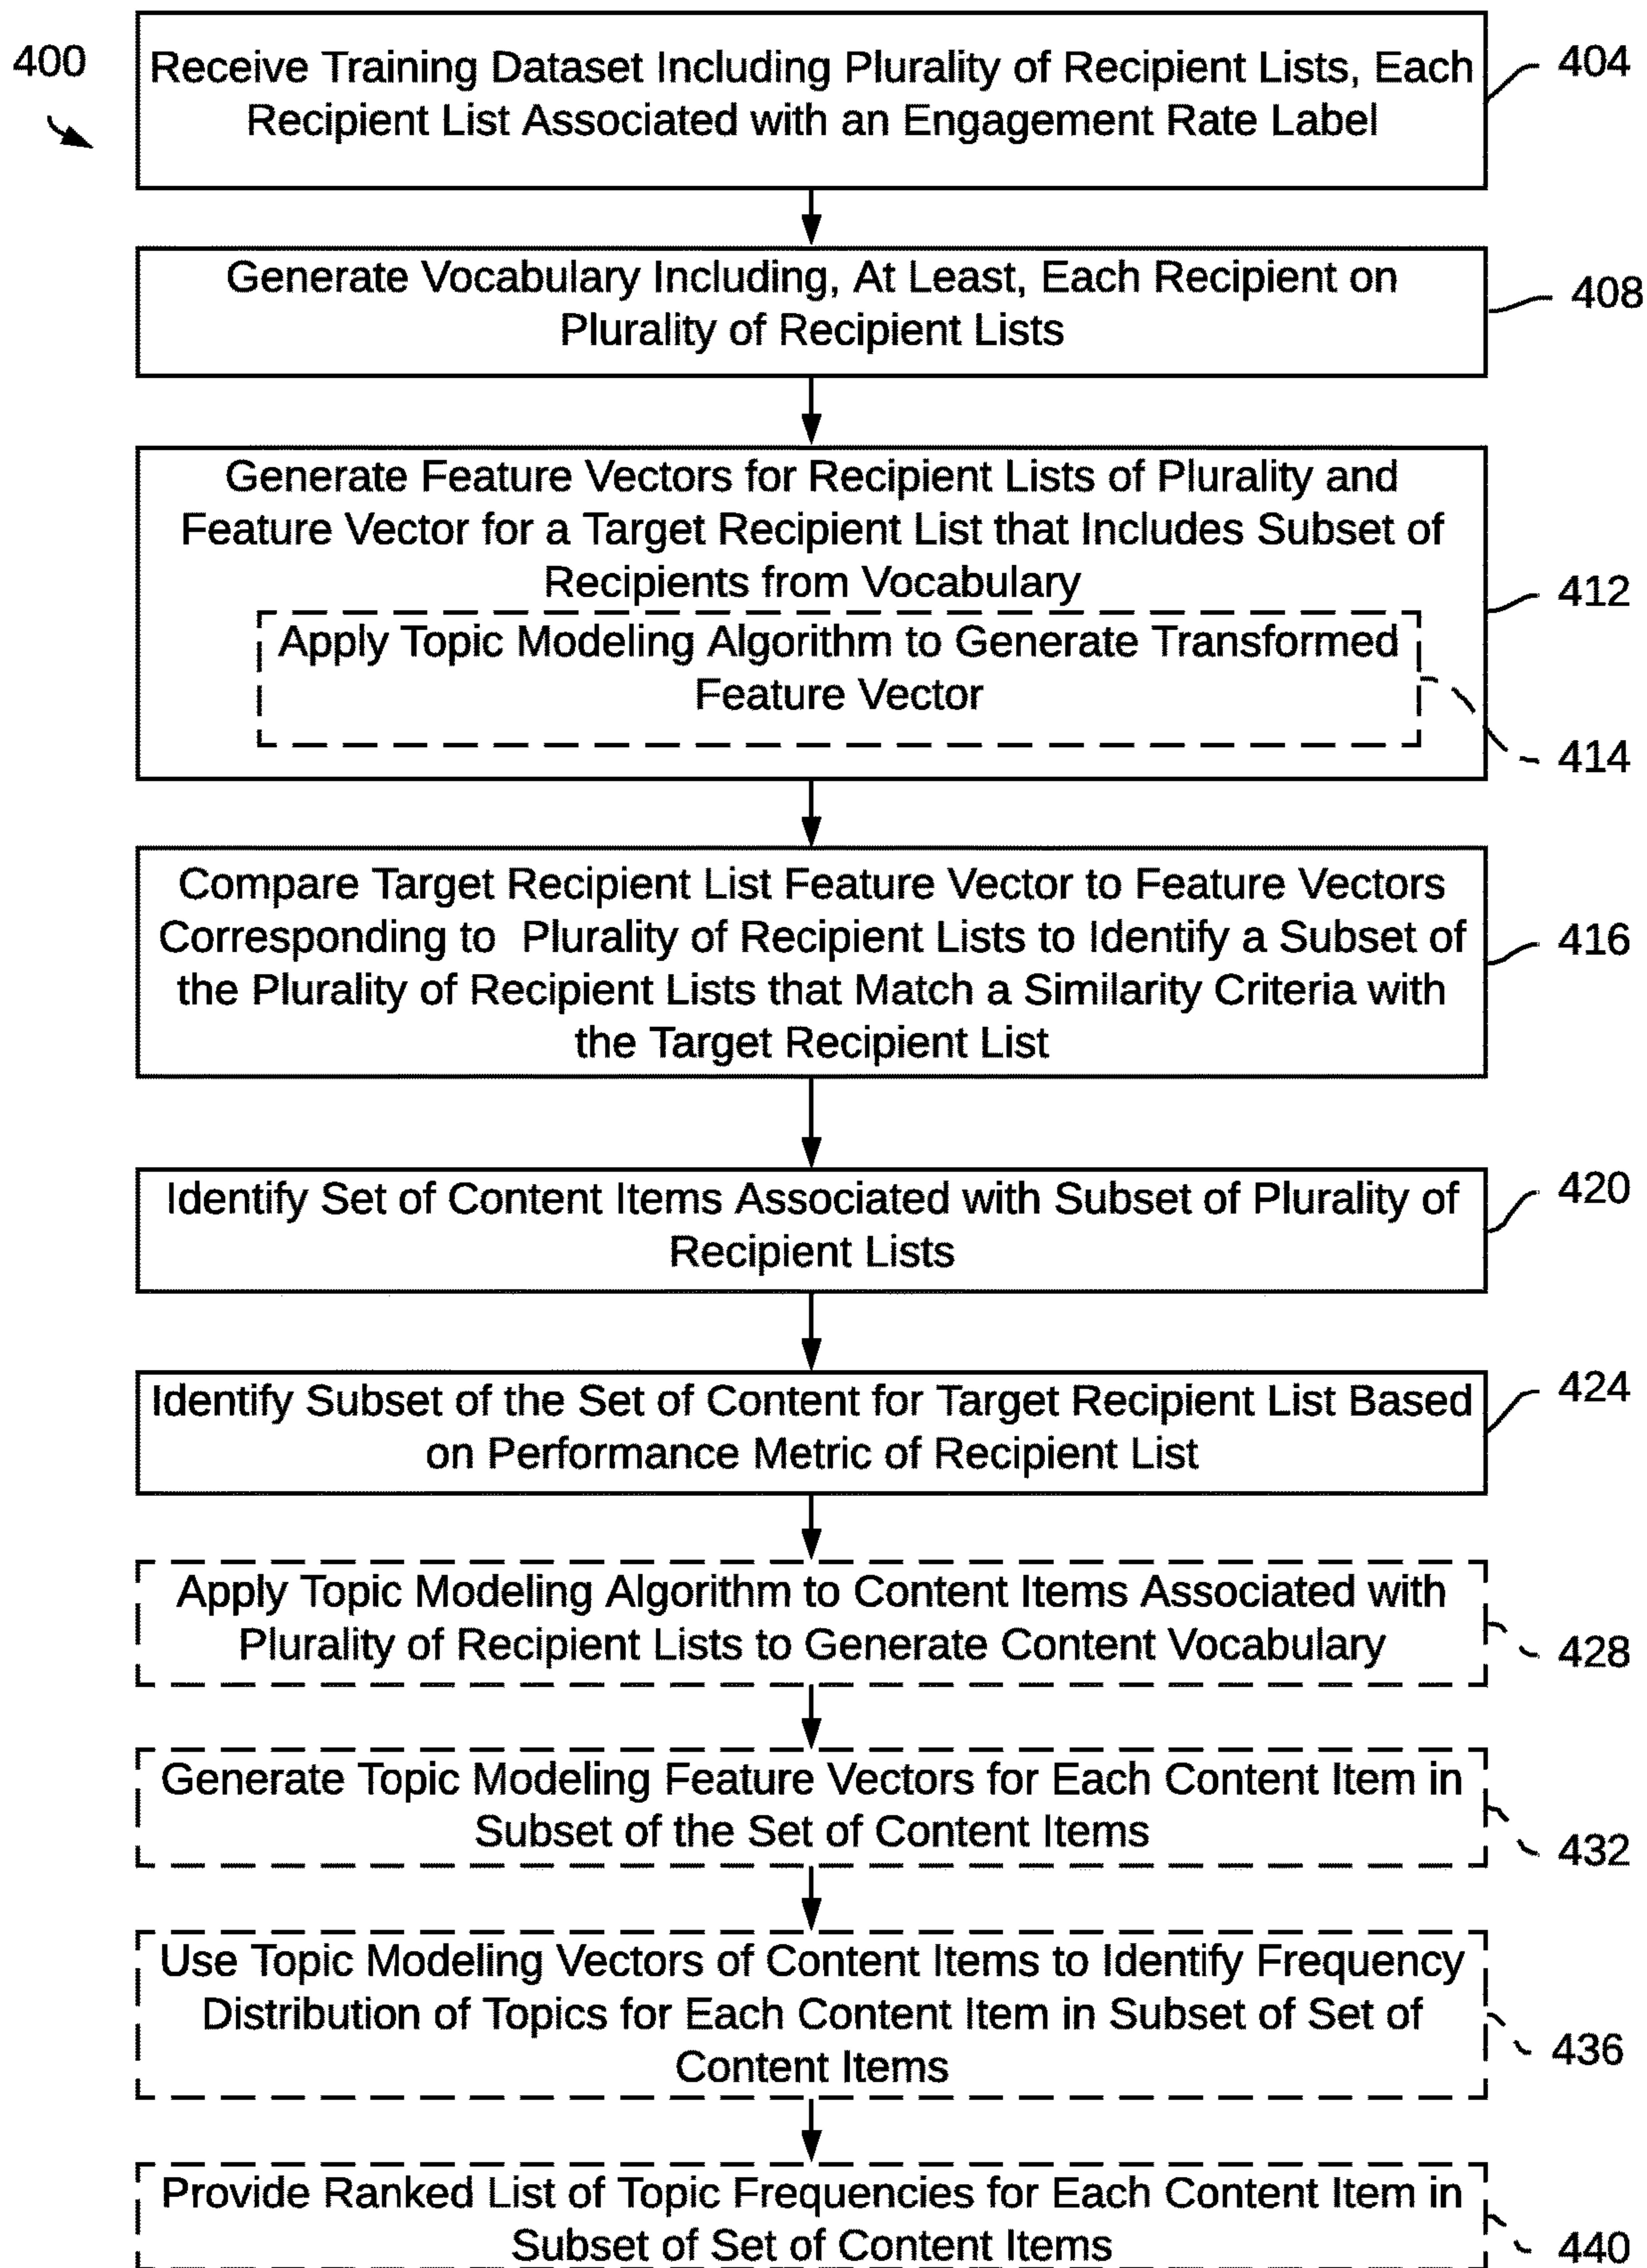 400
Receive Training Dataset Including Plurality of Recipient Lists, Each
Recipient List Associated with an Engagement Rate Label
404
Generate Vocabulary Including, At Least, Each Recipient on
Plurality of Recipient Lists
408
Generate Feature Vectors for Recipient Lists of Plurality and
Feature Vector for a Target Recipient List that Includes Subset of
Recipients from Vocabulary
412
Apply Topic Modeling Algorithm to Generate Transformed
Feature Vector
414
Compare Target Recipient List Feature Vector to Feature Vectors
Corresponding to Plurality of Recipient Lists to Identify a Subset of
the Plurality of Recipient Lists that Match a Similarity Criteria with
the Target Recipient List
416
Identify Set of Content Items Associated with Subset of Plurality of
Recipient Lists
420
Identify Subset of the Set of Content for Target Recipient List Based
on Performance Metric of Recipient List
424
Apply Topic Modeling Algorithm to Content Items Associated with
Plurality of Recipient Lists to Generate Content Vocabulary
428
Generate Topic Modeling Feature Vectors for Each Content Item in
Subset of the Set of Content Items
432
Use Topic Modeling Vectors of Content Items to Identify Frequency
Distribution of Topics for Each Content Item in Subset of Set of
Content Items
436
Provide Ranked List of Topic Frequencies for Each Content Item in
Subset of Set of Content Items
440